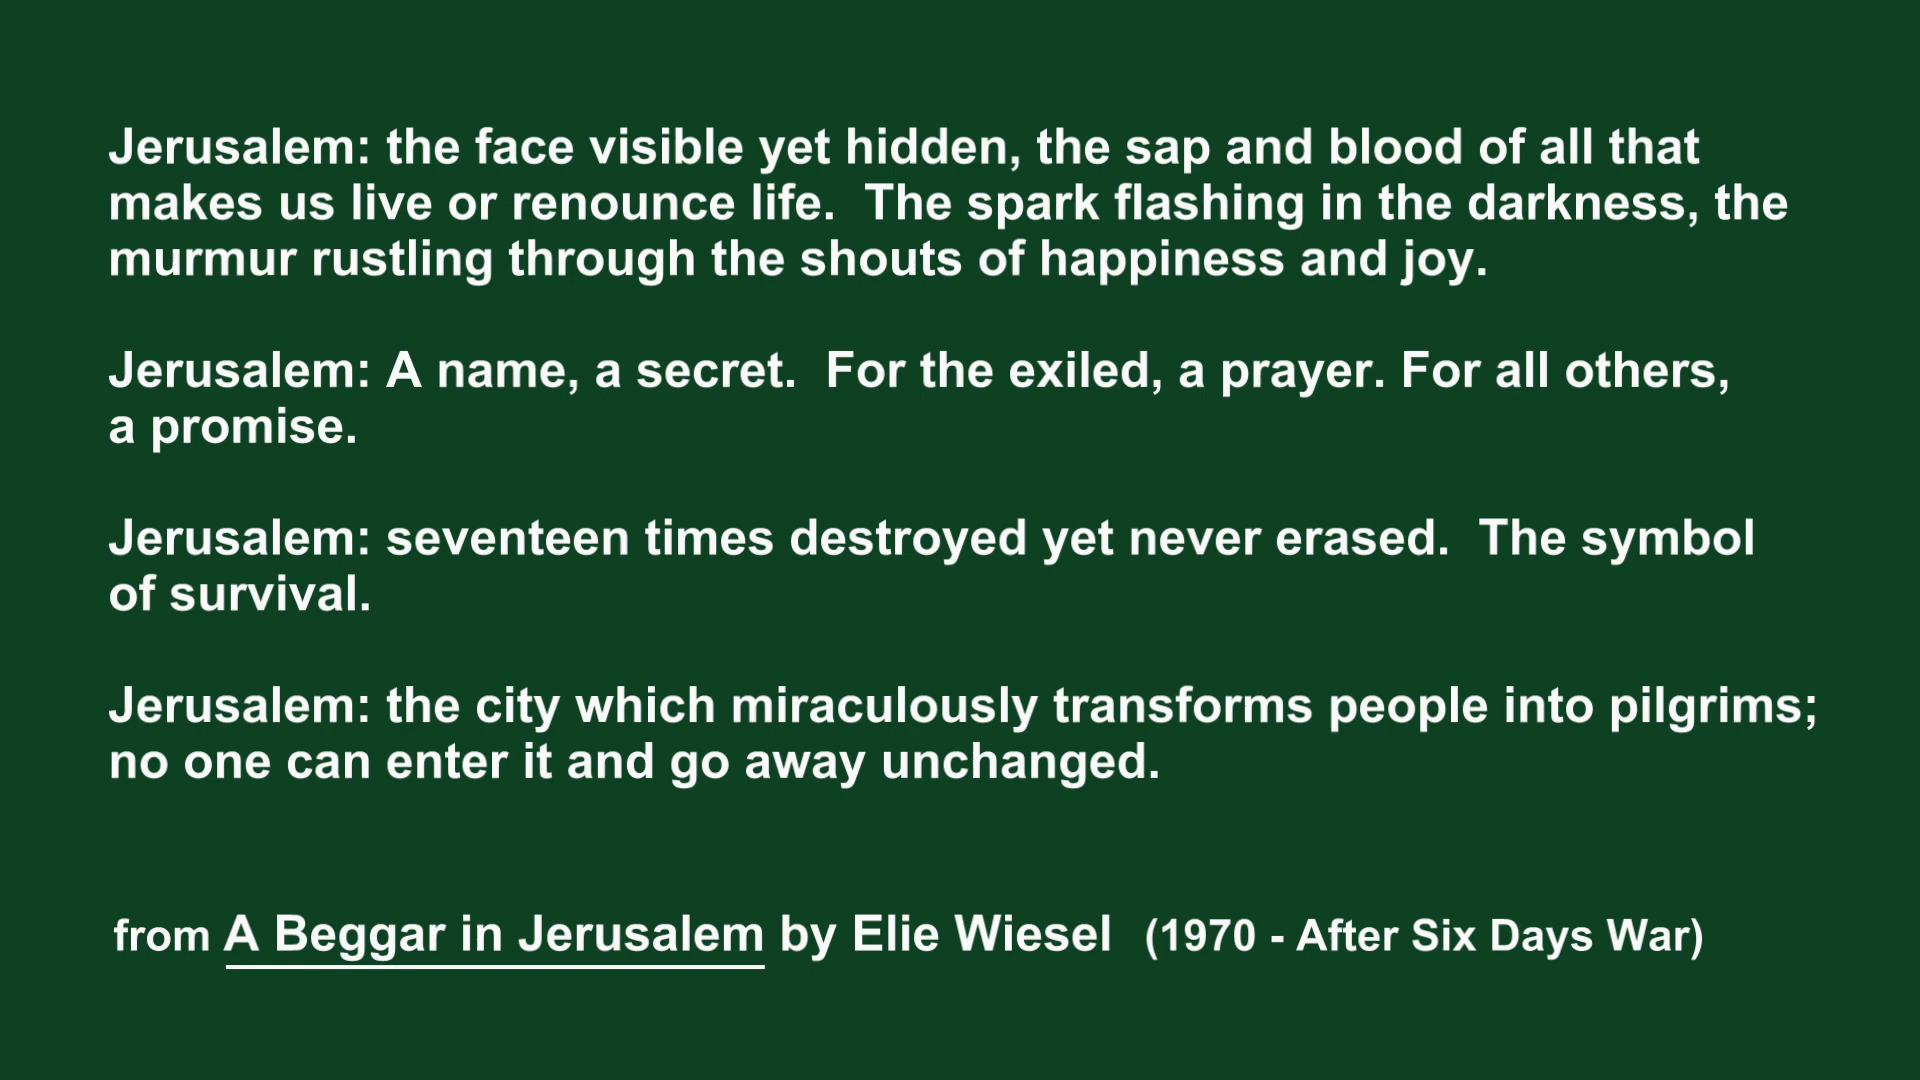 Jerusalem: the face visible yet hidden, the sap and blood of all that
makes us live or renounce life.  The spark flashing in the darkness, the
murmur rustling through the shouts of happiness and joy.
Jerusalem: A name, a secret.  For the exiled, a prayer. For all others,
a promise.
Jerusalem: seventeen times destroyed yet never erased.  The symbol
of survival.
Jerusalem: the city which miraculously transforms people into pilgrims;
no one can enter it and go away unchanged.
from A Beggar in Jerusalem by Elie Wiesel  (1970 - After Six Days War)